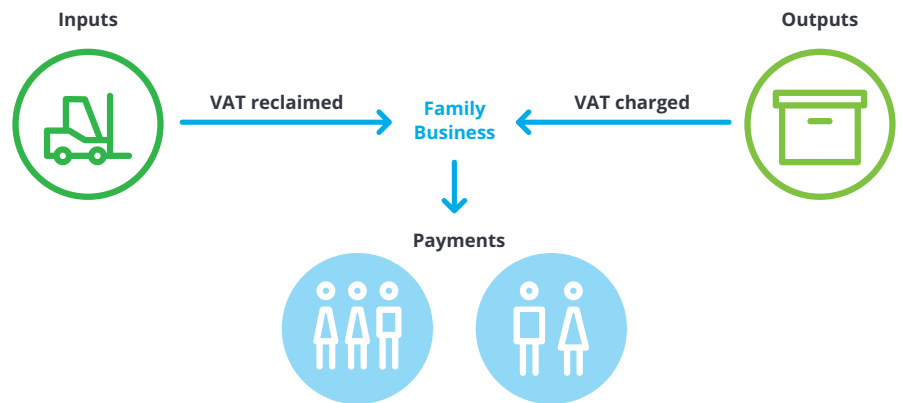 Inputs
Outputs
VAT reclaimed
Family
Business
VAT charged
Payments